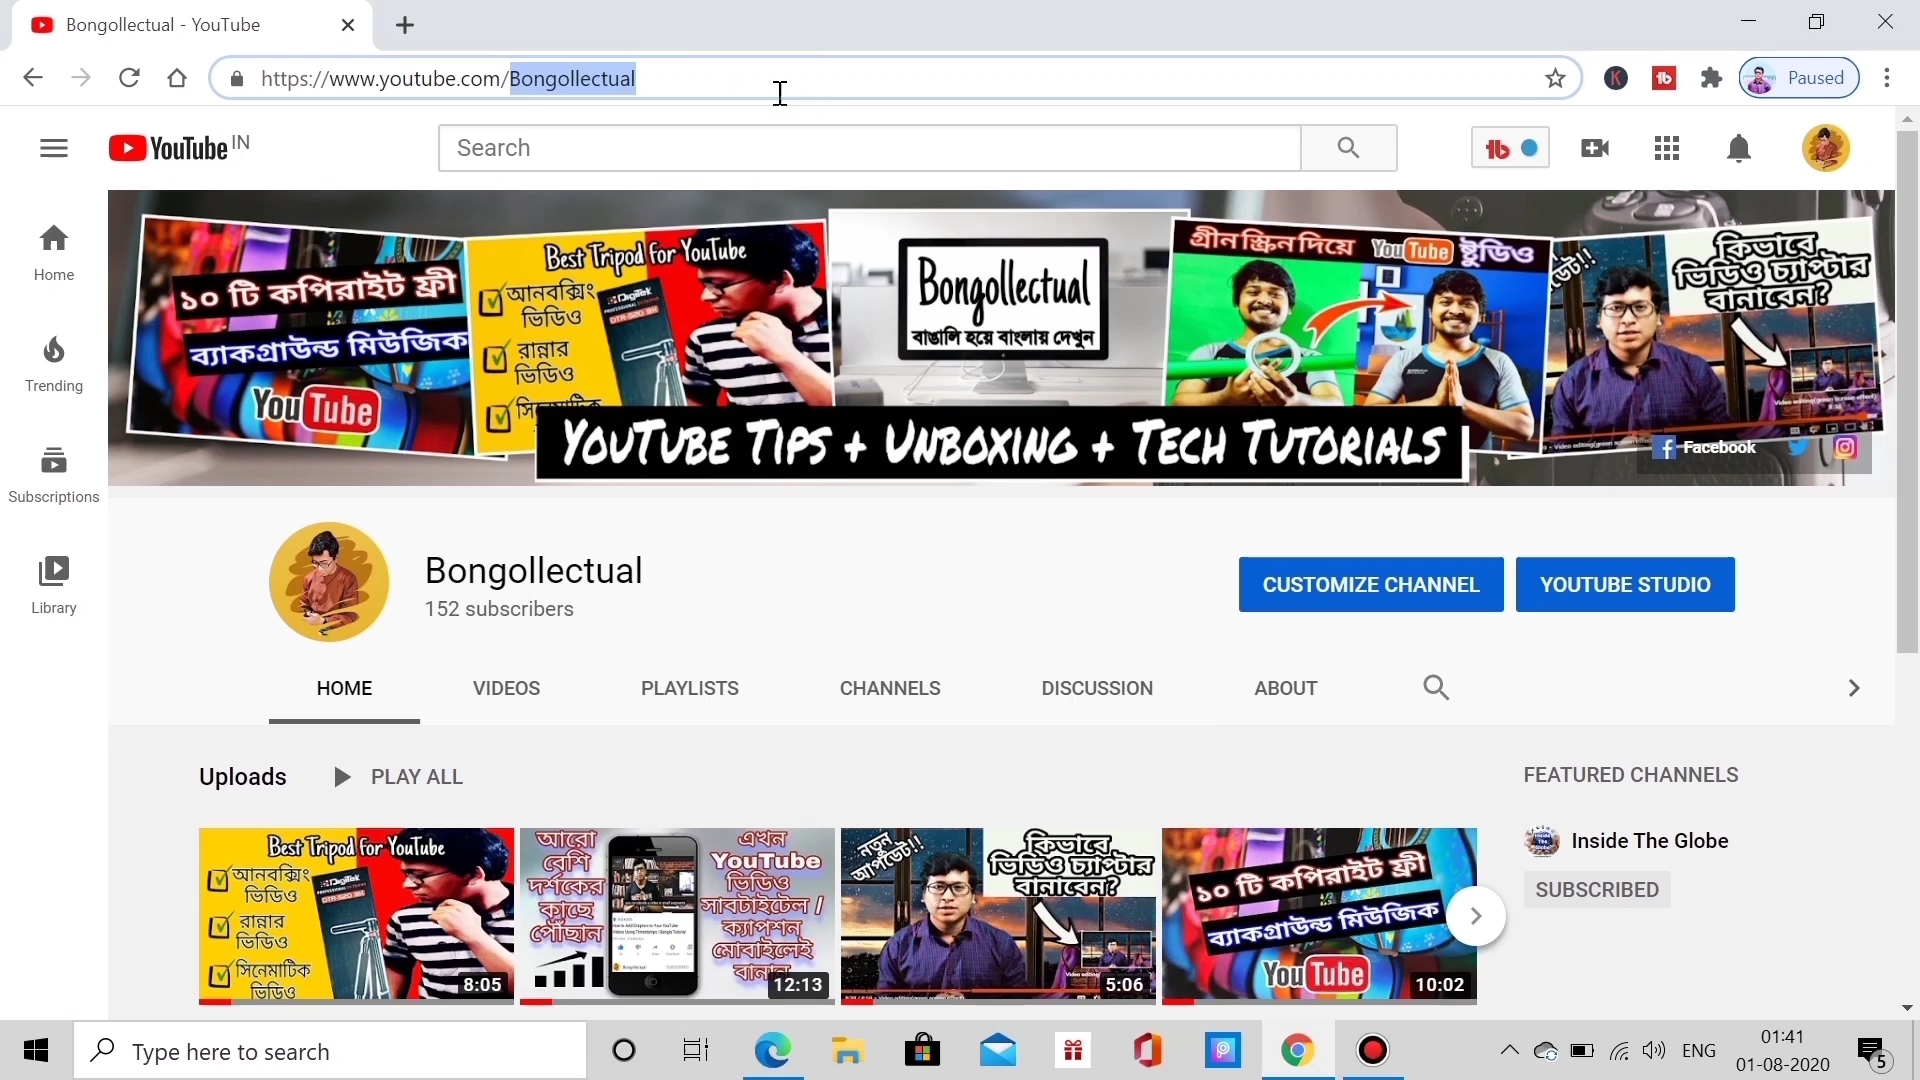 Bongollectual - YouTube
https://www.youtube.com/Bongollectual
Paused
YouTube IN
Search
Home
Trending
Subscriptions
Library
১০ টি কপিরাইট ফ্রী
ব্যাকগ্রাউন্ড মিউজিক
YouTube
Best Tripod for YouTube
আনবক্সিং
ভিডিও
রান্নার
ভিডিও
DIGITEK
Bongollectual
বাঙালি হয়ে বাংলায় দেখুন
গ্রীন স্ক্রিন দিয়ে YouTube ষ্টুডিও
কিভাবে
ভিডিও চ্যাপ্টার
বানাবেন?
YouTube Tips + Unboxing + Tech Tutorials
Facebook
Bongollectual
152 subscribers
CUSTOMIZE CHANNEL
YOUTUBE STUDIO
HOME
VIDEOS
PLAYLISTS
CHANNELS
DISCUSSION
ABOUT
Uploads
PLAY ALL
FEATURED CHANNELS
Best Tripod for YouTube
আনবক্সিং
ভিডিও
রান্নার
ভিডিও
সিনেমাটিক
ভিডিও
8:05
আরো
বেশি
দর্শকের
কাছে
পৌঁছান
এখন
YouTube
ভিডিও
সাবটাইটেল /
ক্যাপশন
মোবাইলেই
বানান
12:13
নতুন
আপডেট!!
কিভাবে
ভিডিও চ্যাপ্টার
বানাবেন?
5:06
১০ টি কপিরাইট ফ্রী
ব্যাকগ্রাউন্ড মিউজিক
YouTube
10:02
Inside The Globe
SUBSCRIBED
Type here to search
ENG
01:41
01-08-2020
5